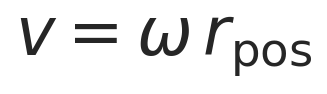 v = ω r_pos